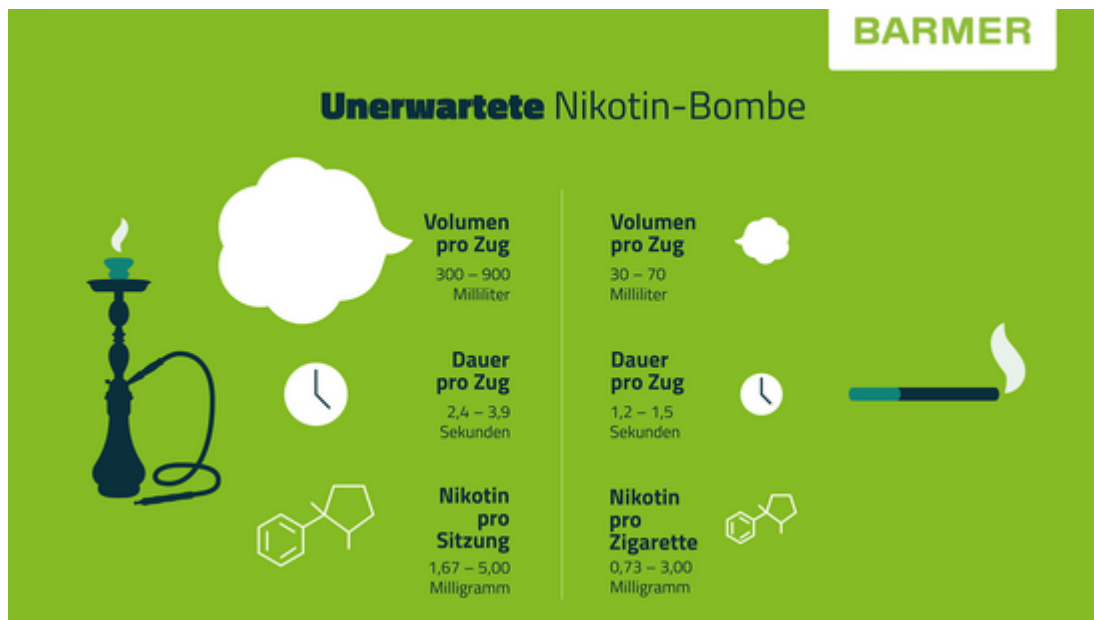 BARMER
Unerwartete Nikotin-Bombe
Volumen
pro Zug
300 – 900
Milliliter
Dauer
pro Zug
2,4 – 3,9
Sekunden
Nikotin
pro
Sitzung
1,67 – 5,00
Milligramm
Volumen
pro Zug
30 – 70
Milliliter
Dauer
pro Zug
1,2 – 1,5
Sekunden
Nikotin
pro
Zigarette
0,73 – 3,00
Milligramm